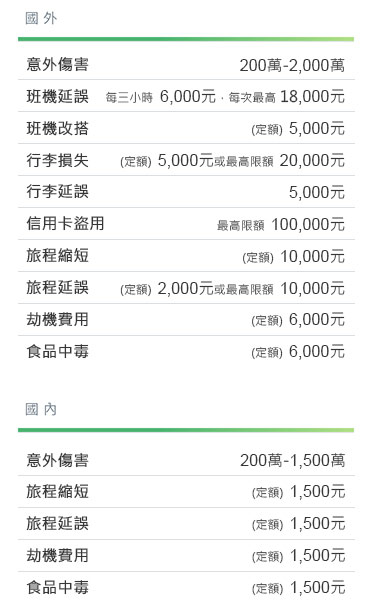 國外
意外傷害 200萬-2,000萬
班機延誤 每三小時 6,000元，每次最高 18,000元
班機改搭 (定額) 5,000元
行李損失 (定額) 5,000元或最高限額 20,000元
行李延誤 5,000元
信用卡盜用 最高限額 100,000元
旅程縮短 (定額) 10,000元
旅程延誤 (定額) 2,000元或最高限額 10,000元
劫機費用 (定額) 6,000元
食品中毒 (定額) 6,000元
國內
意外傷害 200萬-1,500萬
旅程縮短 (定額) 1,500元
旅程延誤 (定額) 1,500元
劫機費用 (定額) 1,500元
食品中毒 (定額) 1,500元